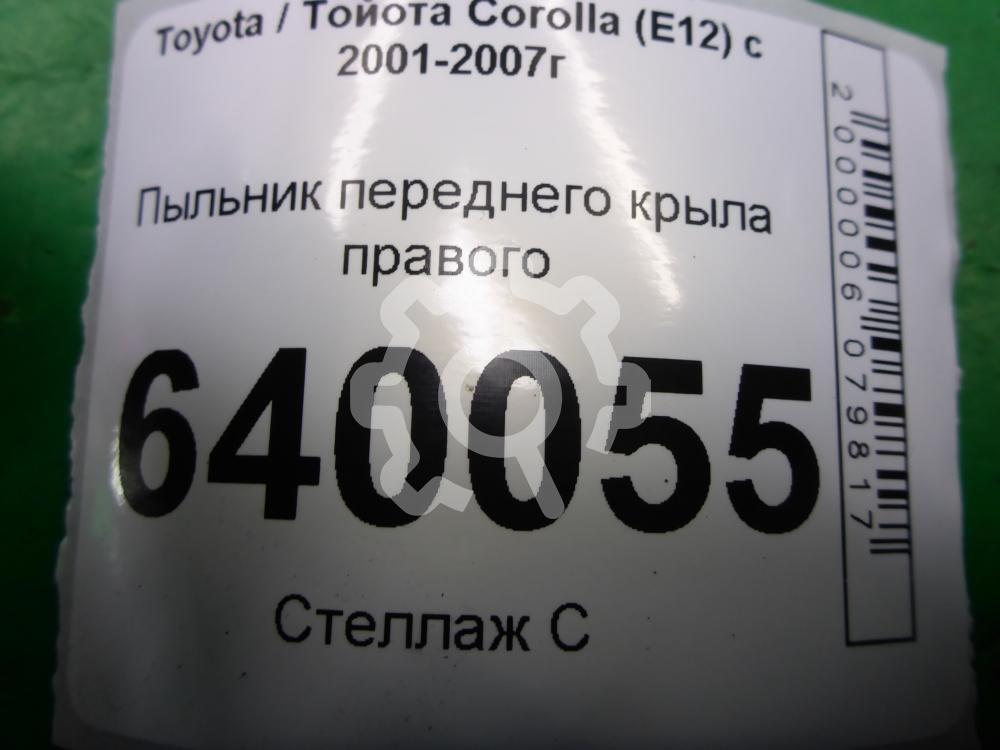 Toyota / Тойота Corolla (E12) с
2001-2007г
Пыльник переднего крыла
правого
640055
Стеллаж С
2000006079817